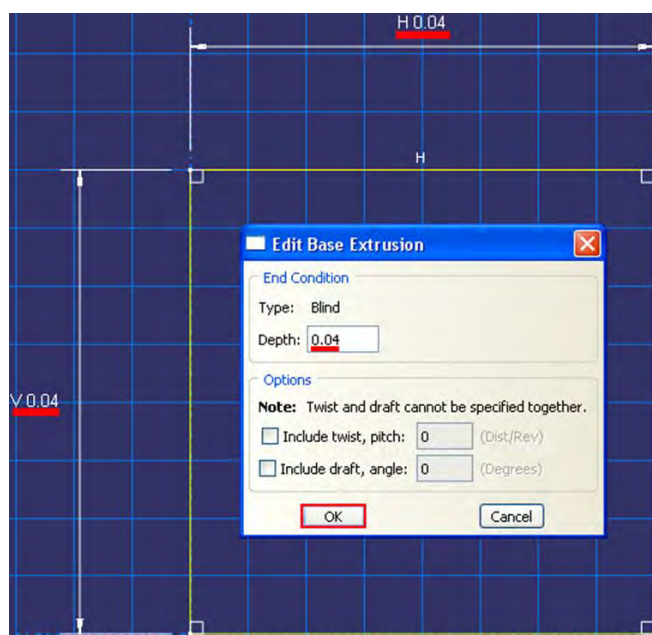 H 0.04
H
Edit Base Extrusion
End Condition
Type: Blind
Depth: 0.04
V 0.04
Options
Note: Twist and draft cannot be specified together.
Include twist, pitch: 0 (Dist/Rev)
Include draft, angle: 0 (Degrees)
OK Cancel